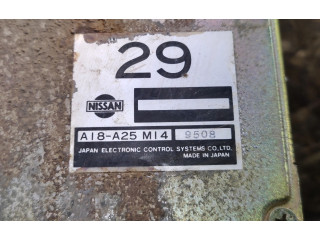 29
NISSAN
A18-A25 M14 9508
JAPAN ELECTRONIC CONTROL SYSTEMS CO., LTD.
MADE IN JAPAN